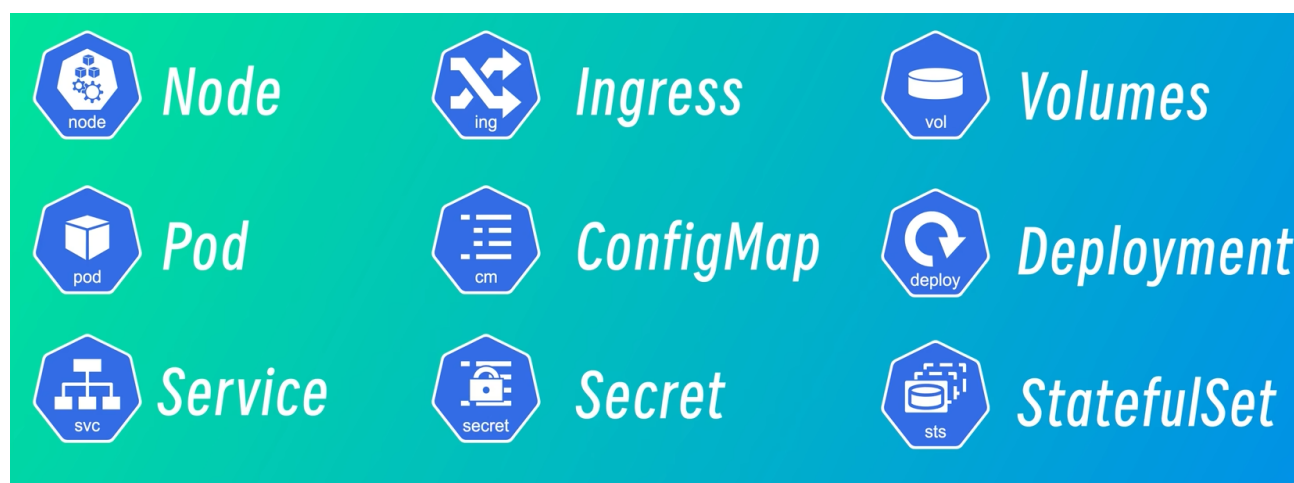 node Node
ing Ingress
vol Volumes
pod Pod
cm ConfigMap
deploy Deployment
svc Service
secret Secret
sts StatefulSet